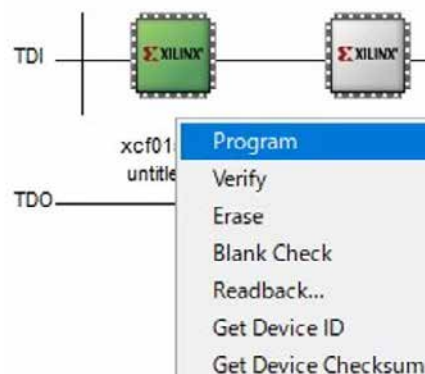 TDI
XILINX
XILINX
Program
Verify
TDO
Erase
Blank Check
Readback...
Get Device ID
Get Device Checksum